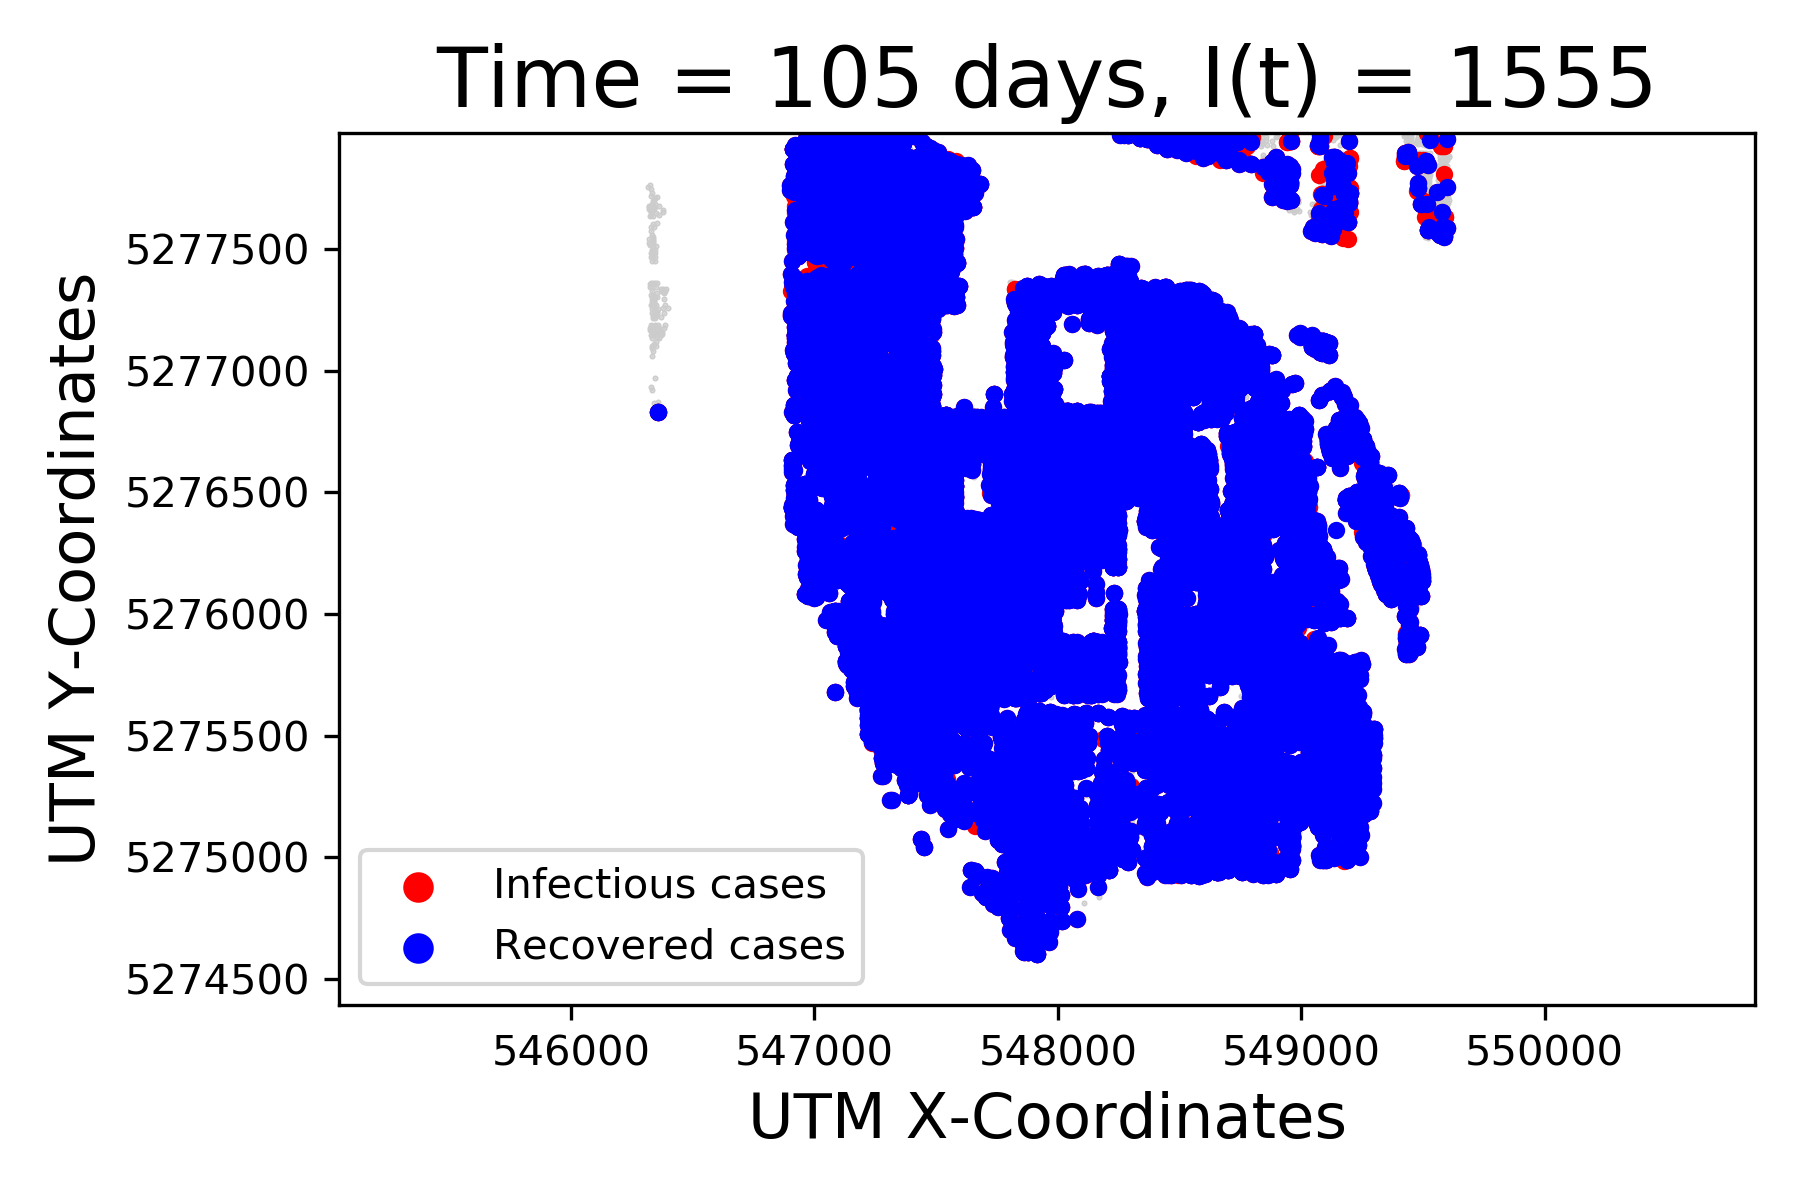 Time = 105 days, I(t) = 1555
UTM Y-Coordinates
5277500
5277000
5276500
5276000
5275500
5275000
5274500
Infectious cases
Recovered cases
546000 547000 548000 549000 550000
UTM X-Coordinates